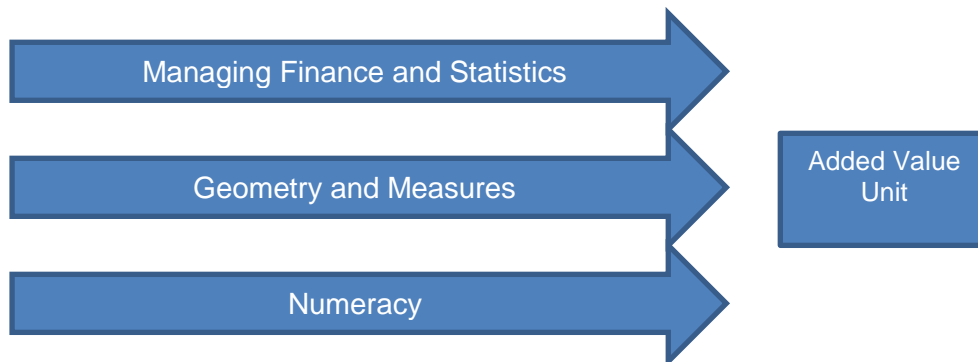 Managing Finance and Statistics
Geometry and Measures
Added Value
Unit
Numeracy